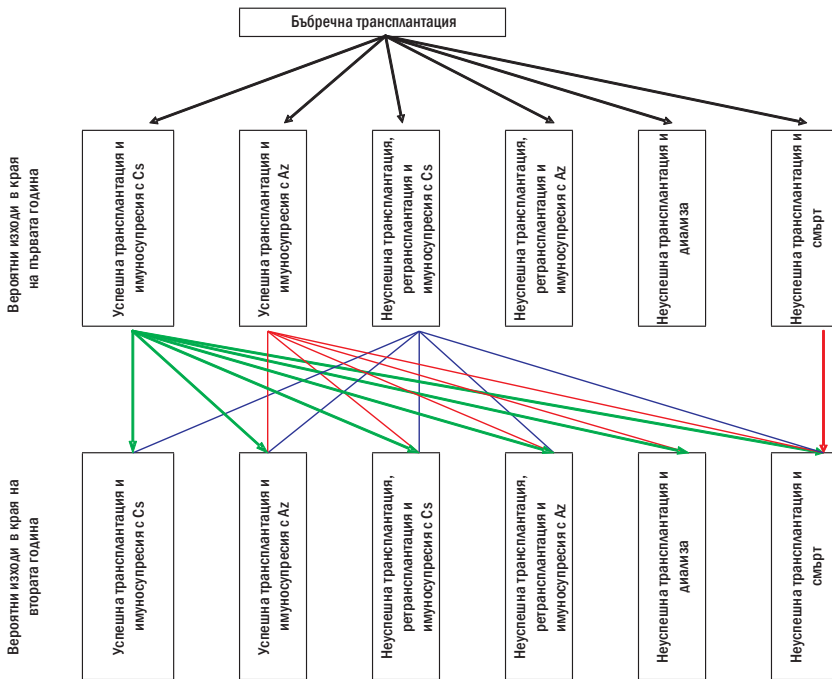 Бъбречна трансплантация
Вероятни изходи в края
на първата година
Успешна трансплантация и
имуносупресия с Cs
Успешна трансплантация и
имуносупресия с Az
Неуспешна трансплантация,
ретрансплантация и
имуносупресия с Cs
Неуспешна трансплантация,
ретрансплантация и
имуносупресия с Az
Неуспешна трансплантация и
диализа
Неуспешна трансплантация и
смърт
Вероятни изходи в края на
втората година
Успешна трансплантация и
имуносупресия с Cs
Успешна трансплантация и
имуносупресия с Az
Неуспешна трансплантация,
ретрансплантация и
имуносупресия с Cs
Неуспешна трансплантация,
ретрансплантация и
имуносупресия с Az
Неуспешна трансплантация и
диализа
Неуспешна трансплантация и
смърт